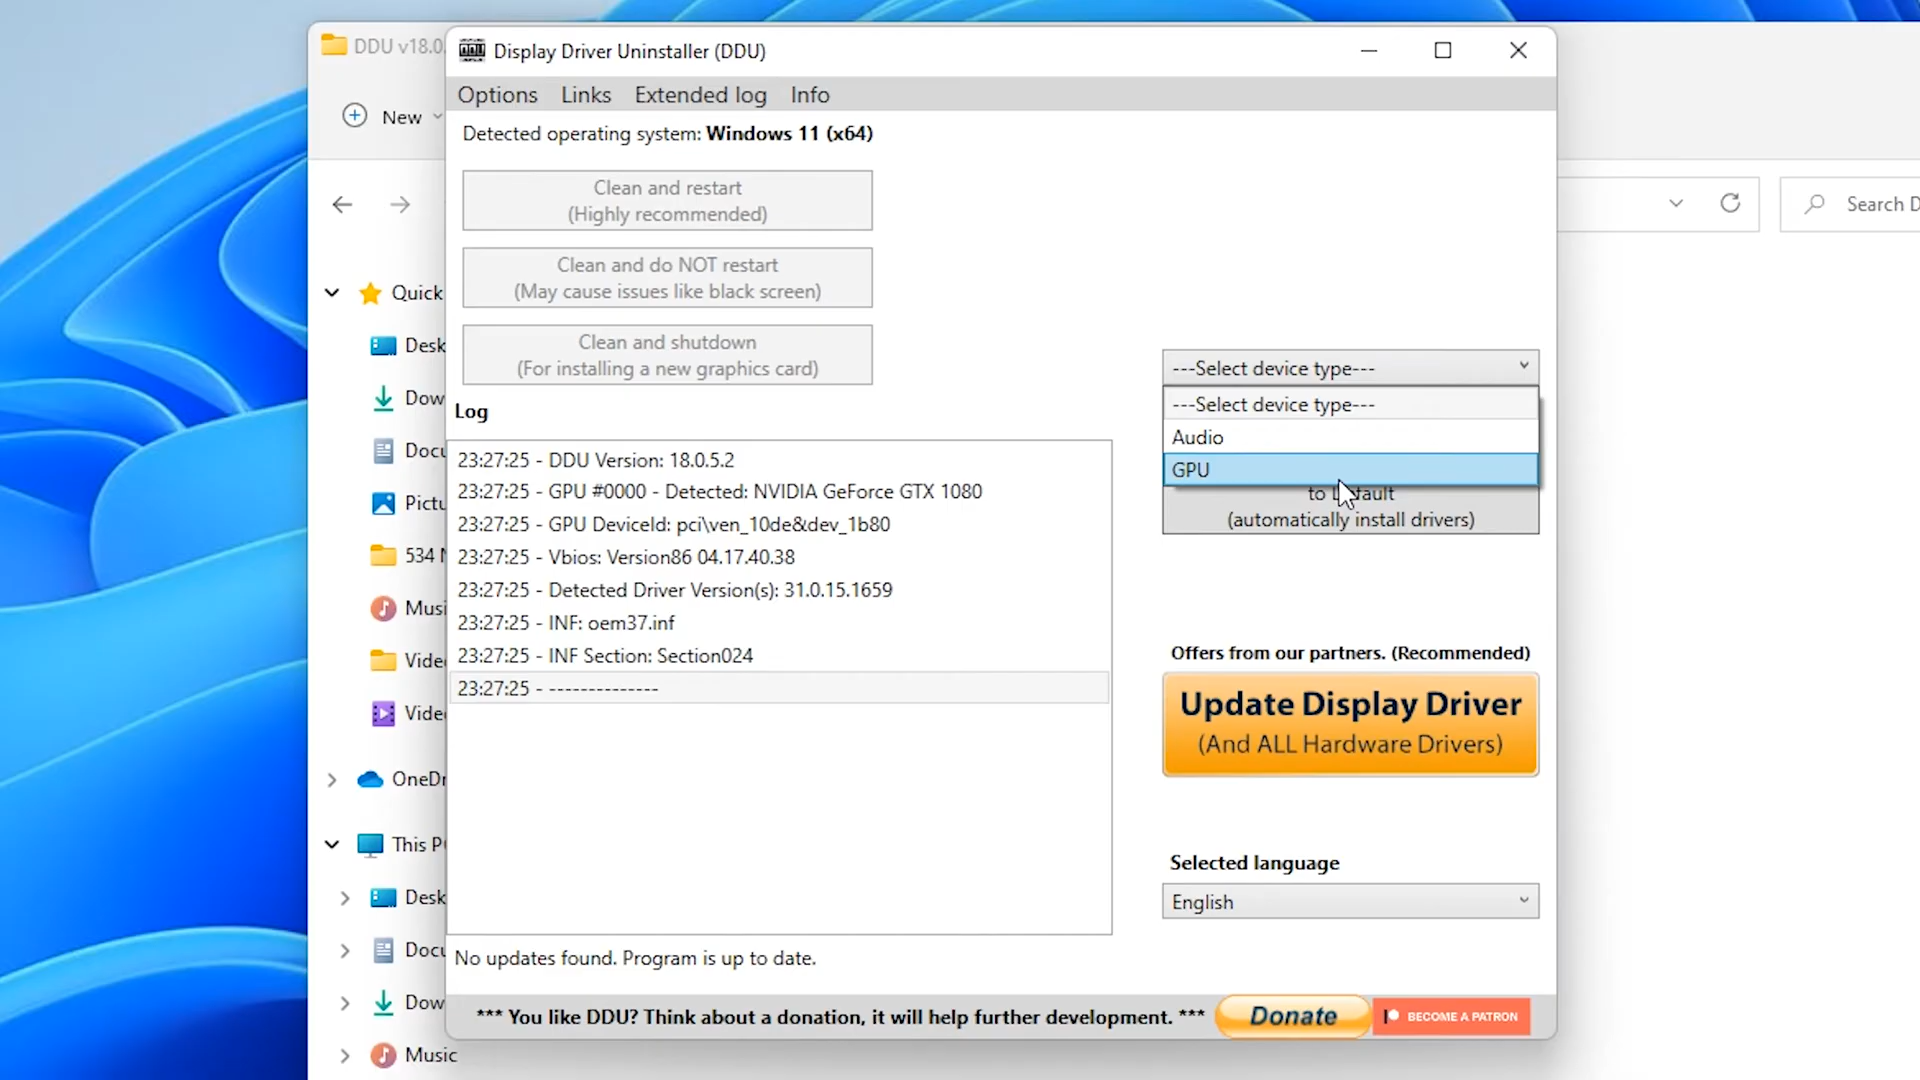 DDU v18.0.
New
Quick
Desk
Dow
Docu
Pictu
534 N
Musi
Vide
Vide
OneDr
This P
Desk
Docu
Dow
Music
Display Driver Uninstaller (DDU)
Options Links Extended log Info
Detected operating system: Windows 11 (x64)
Clean and restart
(Highly recommended)
Clean and do NOT restart
(May cause issues like black screen)
Clean and shutdown
(For installing a new graphics card)
Log
23:27:25 - DDU Version: 18.0.5.2
23:27:25 - GPU #0000 - Detected: NVIDIA GeForce GTX 1080
23:27:25 - GPU DeviceId: pci\ven_10de&dev_1b80
23:27:25 - Vbios: Version86 04.17.40.38
23:27:25 - Detected Driver Version(s): 31.0.15.1659
23:27:25 - INF: oem37.inf
23:27:25 - INF Section: Section024
23:27:25 - --------------
No updates found. Program is up to date.
---Select device type---
---Select device type---
Audio
GPU
to Default
(automatically install drivers)
Offers from our partners. (Recommended)
Update Display Driver
(And ALL Hardware Drivers)
Selected language
English
*** You like DDU? Think about a donation, it will help further development. ***
Donate
BECOME A PATRON
Search D